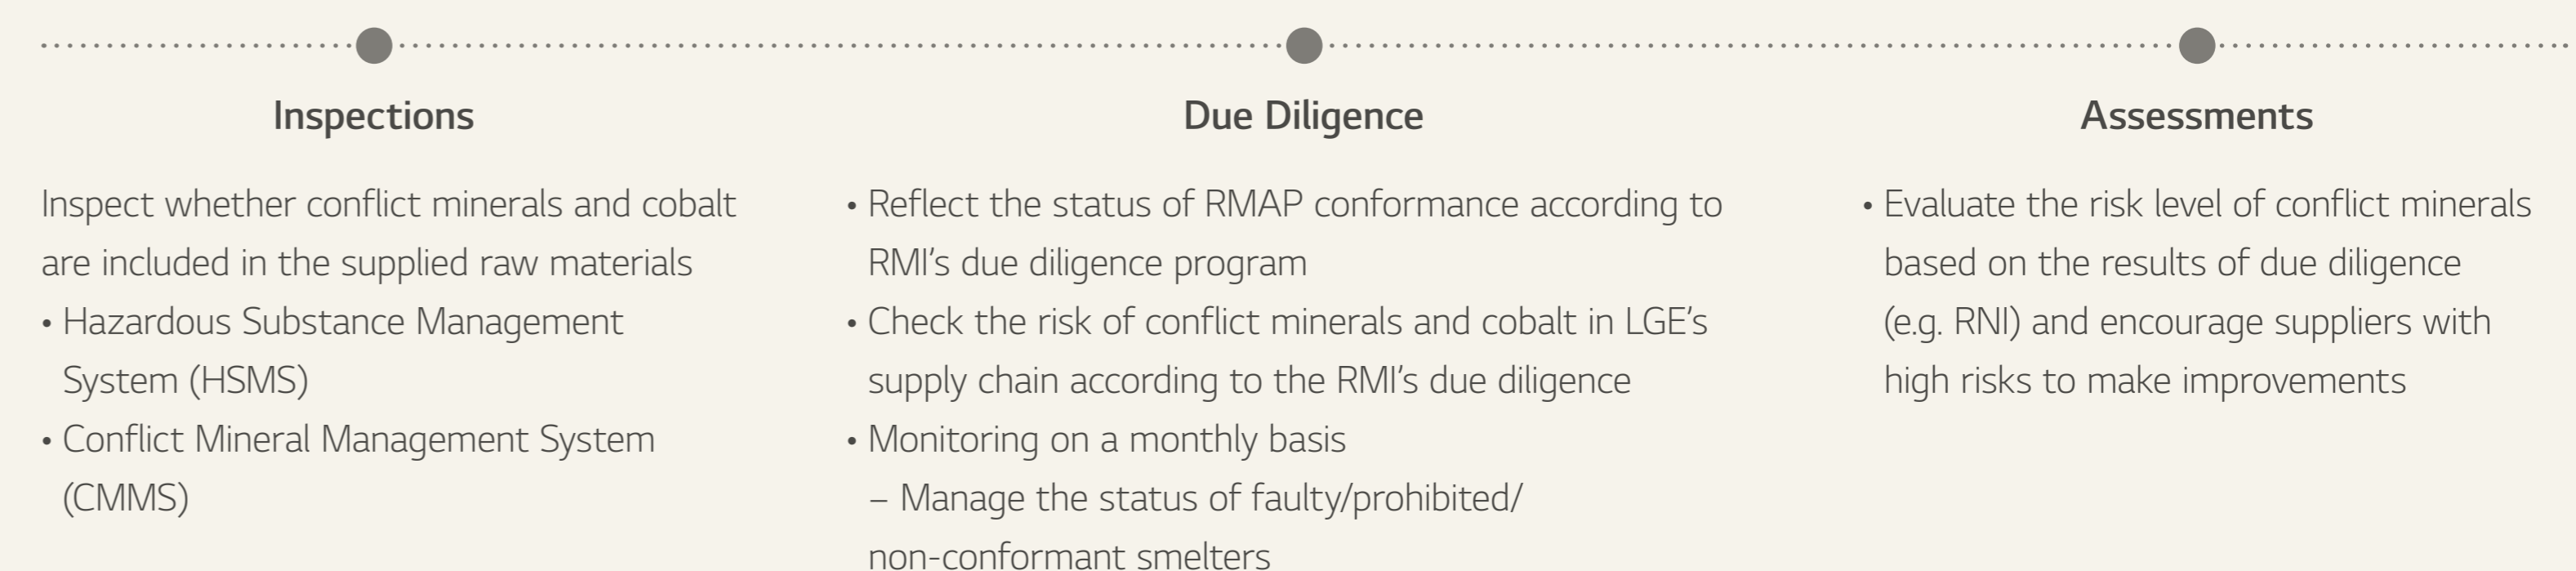 Inspections
Inspect whether conflict minerals and cobalt
are included in the supplied raw materials
• Hazardous Substance Management
System (HSMS)
• Conflict Mineral Management System
(CMMS)
Due Diligence
• Reflect the status of RMAP conformance according to
RMI’s due diligence program
• Check the risk of conflict minerals and cobalt in LGE’s
supply chain according to the RMI’s due diligence
• Monitoring on a monthly basis
– Manage the status of faulty/prohibited/
non-conformant smelters
Assessments
• Evaluate the risk level of conflict minerals
based on the results of due diligence
(e.g. RNI) and encourage suppliers with
high risks to make improvements